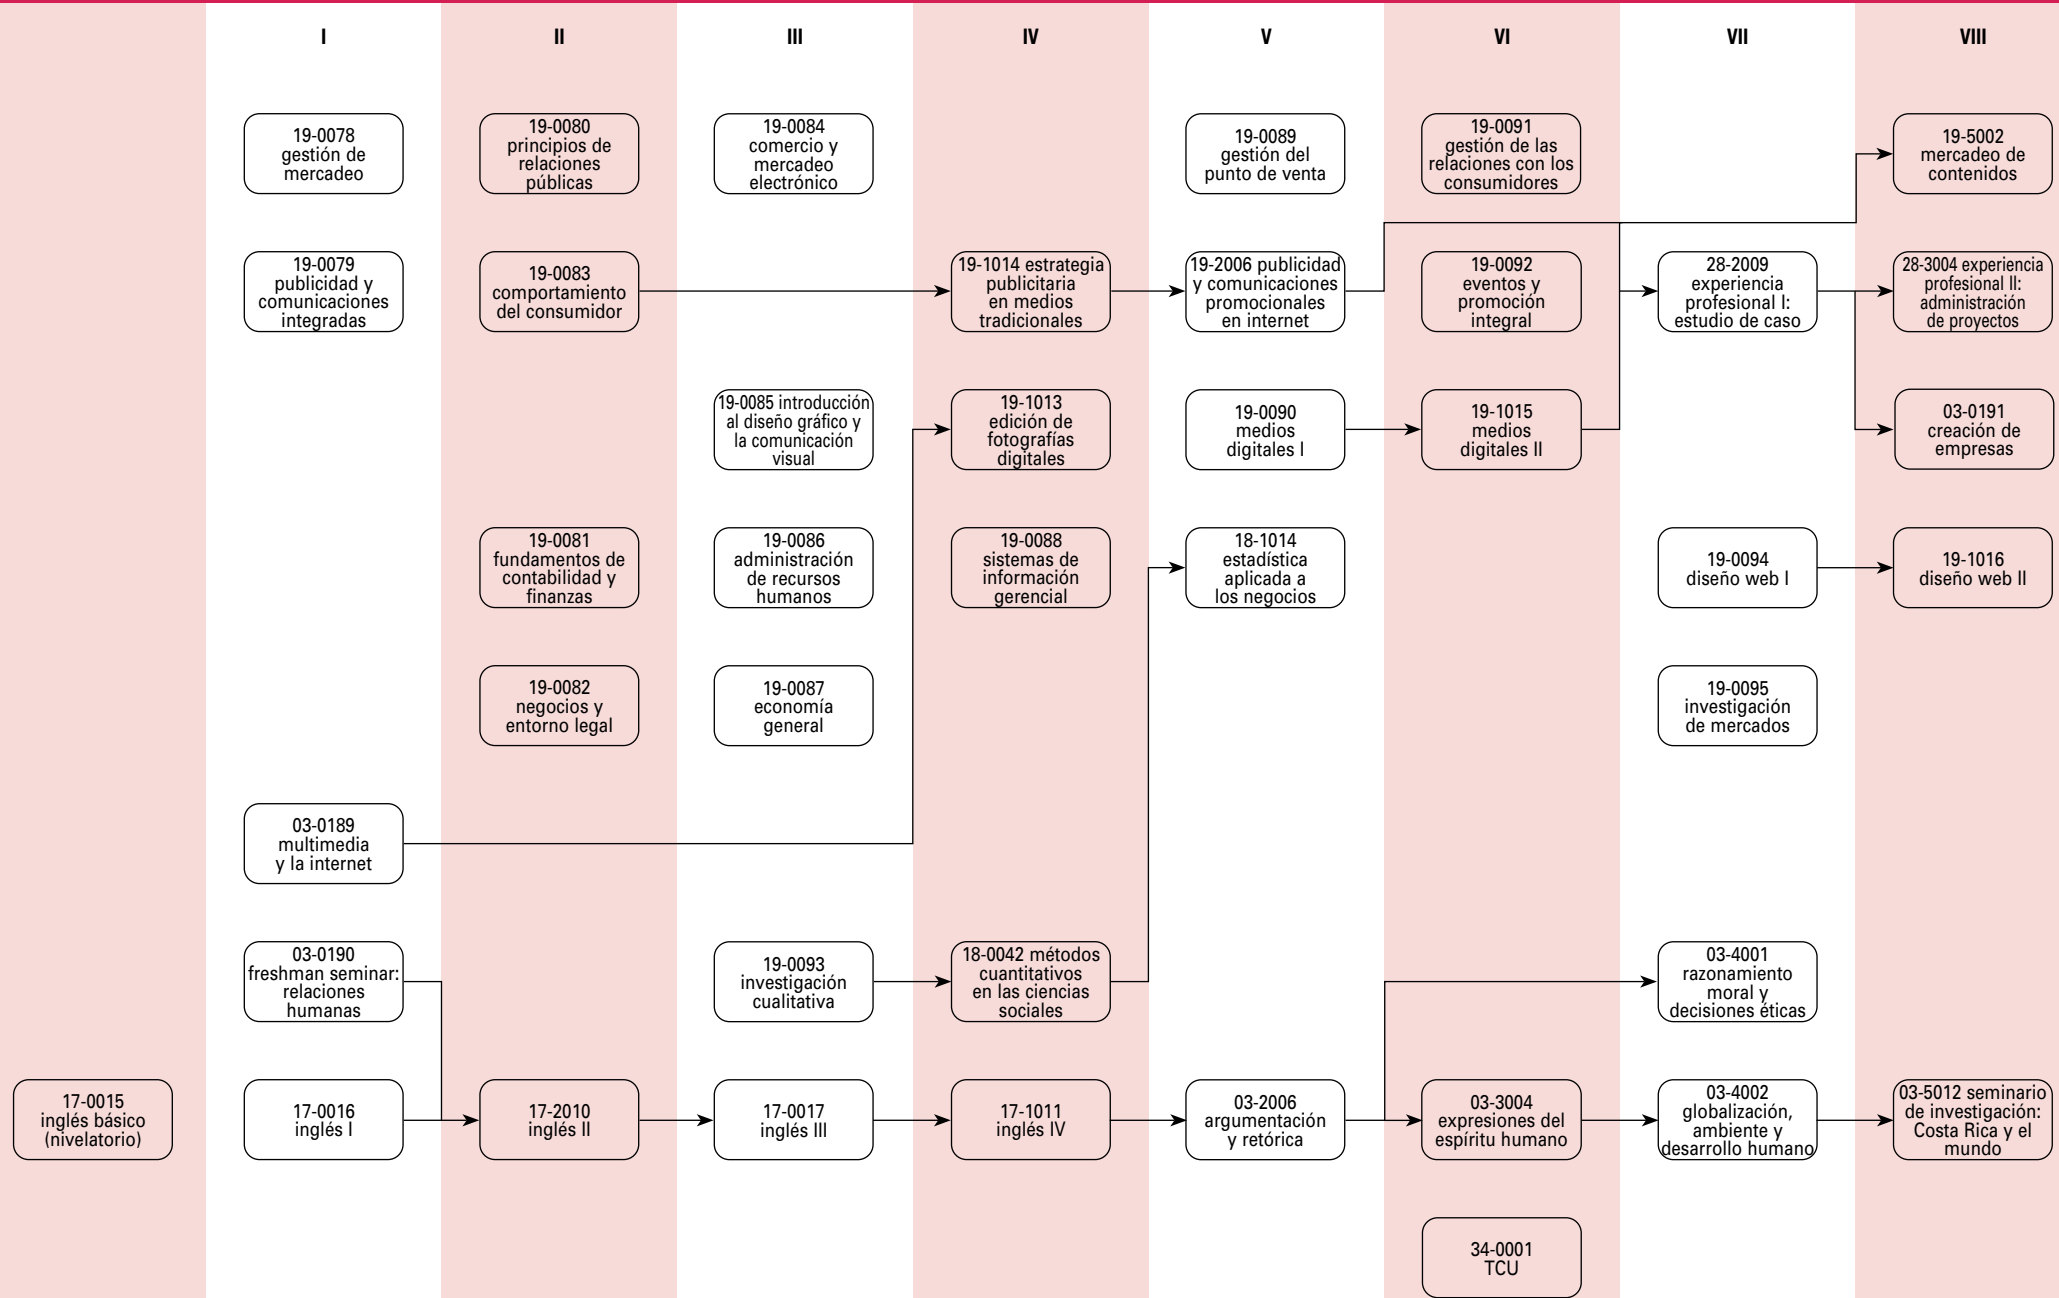 I
II
III
IV
V
VI
VII
VIII
19-0078
gestión de
mercadeo
19-0080
principios de
relaciones
públicas
19-0084
comercio y
mercadeo
electrónico
19-0089
gestión del
punto de venta
19-0091
gestión de las
relaciones con los
consumidores
19-5002
mercadeo de
contenidos
19-0079
publicidad y
comunicaciones
integradas
19-0083
comportamiento
del consumidor
19-1014 estrategia
publicitaria
en medios
tradicionales
19-2006 publicidad
y comunicaciones
promocionales
en internet
19-0092
eventos y
promoción
integral
28-2009
experiencia
profesional I:
estudio de caso
28-3004 experiencia
profesional II:
administración
de proyectos
19-0085 introducción
al diseño gráfico y
la comunicación
visual
19-1013
edición de
fotografías
digitales
19-0090
medios
digitales I
19-1015
medios
digitales II
03-0191
creación de
empresas
19-0081
fundamentos de
contabilidad y
finanzas
19-0086
administración
de recursos
humanos
19-0088
sistemas de
información
gerencial
18-1014
estadística
aplicada a
los negocios
19-0094
diseño web I
19-1016
diseño web II
19-0082
negocios y
entorno legal
19-0087
economía
general
19-0095
investigación
de mercados
03-0189
multimedia
y la internet
03-0190
freshman seminar:
relaciones
humanas
19-0093
investigación
cualitativa
18-0042 métodos
cuantitativos
en las ciencias
sociales
03-4001
razonamiento
moral y
decisiones éticas
17-0015
inglés básico
(nivelatorio)
17-0016
inglés I
17-2010
inglés II
17-0017
inglés III
17-1011
inglés IV
03-2006
argumentación
y retórica
03-3004
expresiones del
espíritu humano
03-4002
globalización,
ambiente y
desarrollo humano
03-5012 seminario
de investigación:
Costa Rica y el
mundo
34-0001
TCU